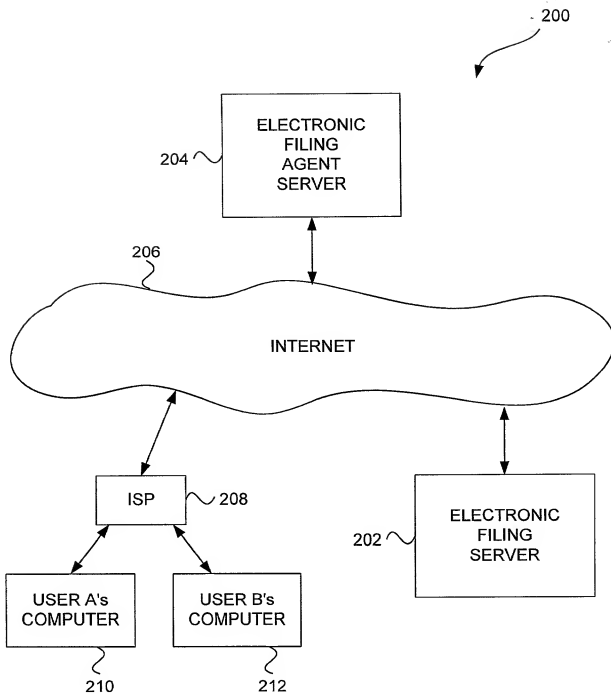 200
ELECTRONIC
FILING
AGENT
SERVER
204
206
INTERNET
ISP
208
202
ELECTRONIC
FILING
SERVER
USER A's
COMPUTER
USER B's
COMPUTER
210
212